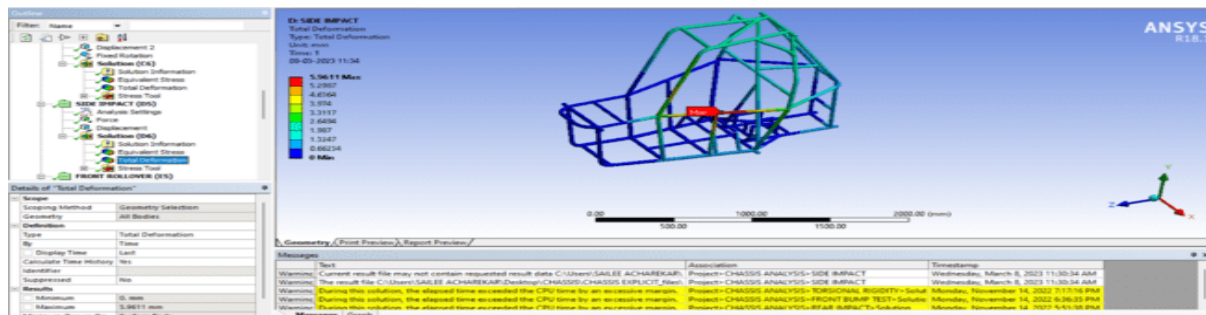 Outline
Filter: Name
Displacement 2
Fixed Rotation
Solution (C6)
Solution Information
Equivalent Stress
Total Deformation
Stress Tool
SIDE IMPACT (D5)
Analysis Settings
Force
Displacement
Solution (D6)
Solution Information
Equivalent Stress
Total Deformation
Stress Tool
FRONT ROLLOVER (E5)
Details of "Total Deformation"
Scope
Scoping Method Geometry Selection
Geometry All Bodies
Definition
Type Total Deformation
By Time
Display Time Last
Calculate Time History Yes
Identifier
Suppressed No
Results
Minimum 0. mm
Maximum 5.9611 mm
D: SIDE IMPACT
Total Deformation
Type: Total Deformation
Unit: mm
Time: 1
09-03-2023 11:34
5.9611 Max
5.2987
4.6364
3.974
3.3117
2.6494
1.987
1.3247
0.66234
0 Min
Max
ANSYS
R18.
Y
Z
X
0.00 1000.00 2000.00 (mm)
500.00 1500.00
Geometry Print Preview Report Preview
Messages
Text Association Timestamp
Warning Current result file may not contain requested result data C:\Users\SAILEE ACHAREKAR\ Project>CHASSIS ANALYSIS>SIDE IMPACT Wednesday, March 8, 2023 11:30:34 AM
Warning The result file C:\Users\SAILEE ACHAREKAR\Desktop\CHASSIS\CHASSIS EXPLICIT_files\ Project>CHASSIS ANALYSIS>SIDE IMPACT Wednesday, March 8, 2023 11:30:34 AM
Warning During this solution, the elapsed time exceeded the CPU time by an excessive margin. Project>CHASSIS ANALYSIS>TORSIONAL RIGIDITY>Soluti Monday, November 14, 2022 7:17:16 PM
Warning During this solution, the elapsed time exceeded the CPU time by an excessive margin. Project>CHASSIS ANALYSIS>FRONT BUMP TEST>Solutio Monday, November 14, 2022 6:36:35 PM
Warning During this solution, the elapsed time exceeded the CPU time by an excessive margin. Project>CHASSIS ANALYSIS>REAR IMPACT>Solution Monday, November 14, 2022 5:51:38 PM
Messages Graph